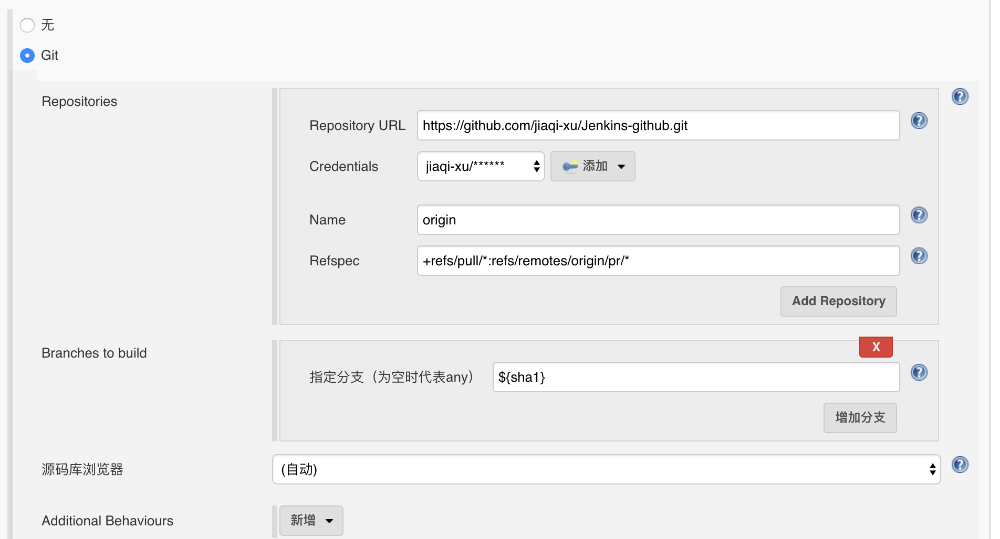 无
Git
Repositories
Repository URL https://github.com/jiaqi-xu/Jenkins-github.git
Credentials jiaqi-xu/****** 添加
Name origin
Refspec +refs/pull/*:refs/remotes/origin/pr/*
Add Repository
Branches to build
X
指定分支（为空时代表any） ${sha1}
增加分支
源码库浏览器 (自动)
Additional Behaviours 新增